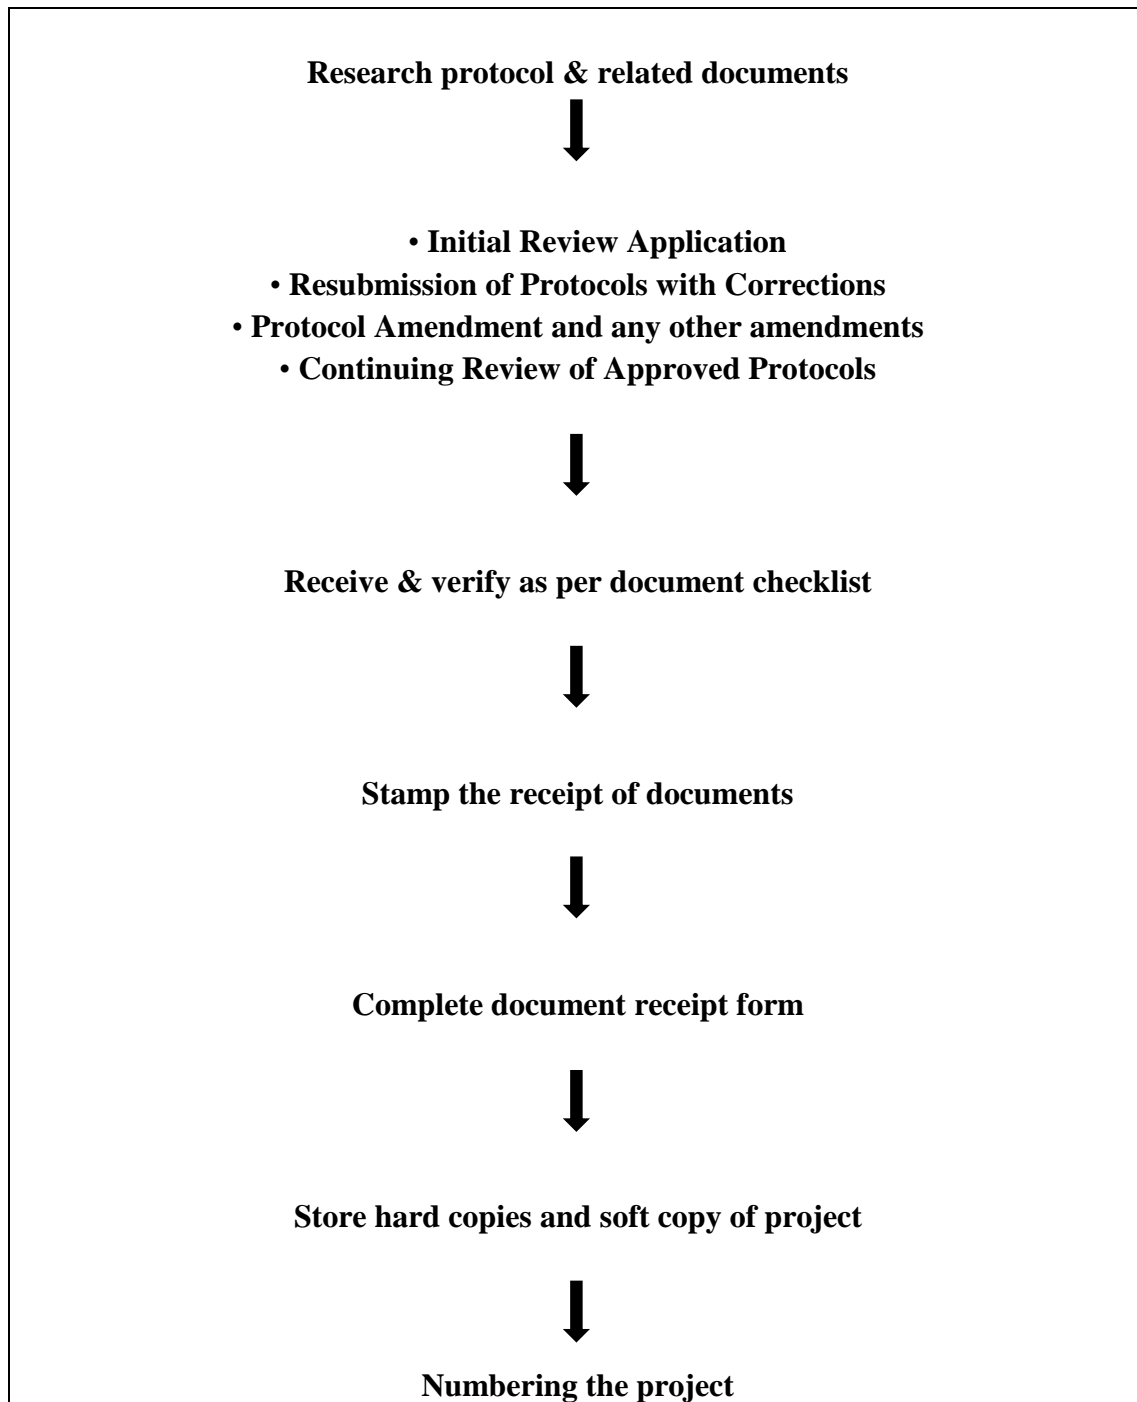 Research protocol & related documents
• Initial Review Application
• Resubmission of Protocols with Corrections
• Protocol Amendment and any other amendments
• Continuing Review of Approved Protocols
Receive & verify as per document checklist
Stamp the receipt of documents
Complete document receipt form
Store hard copies and soft copy of project
Numbering the project